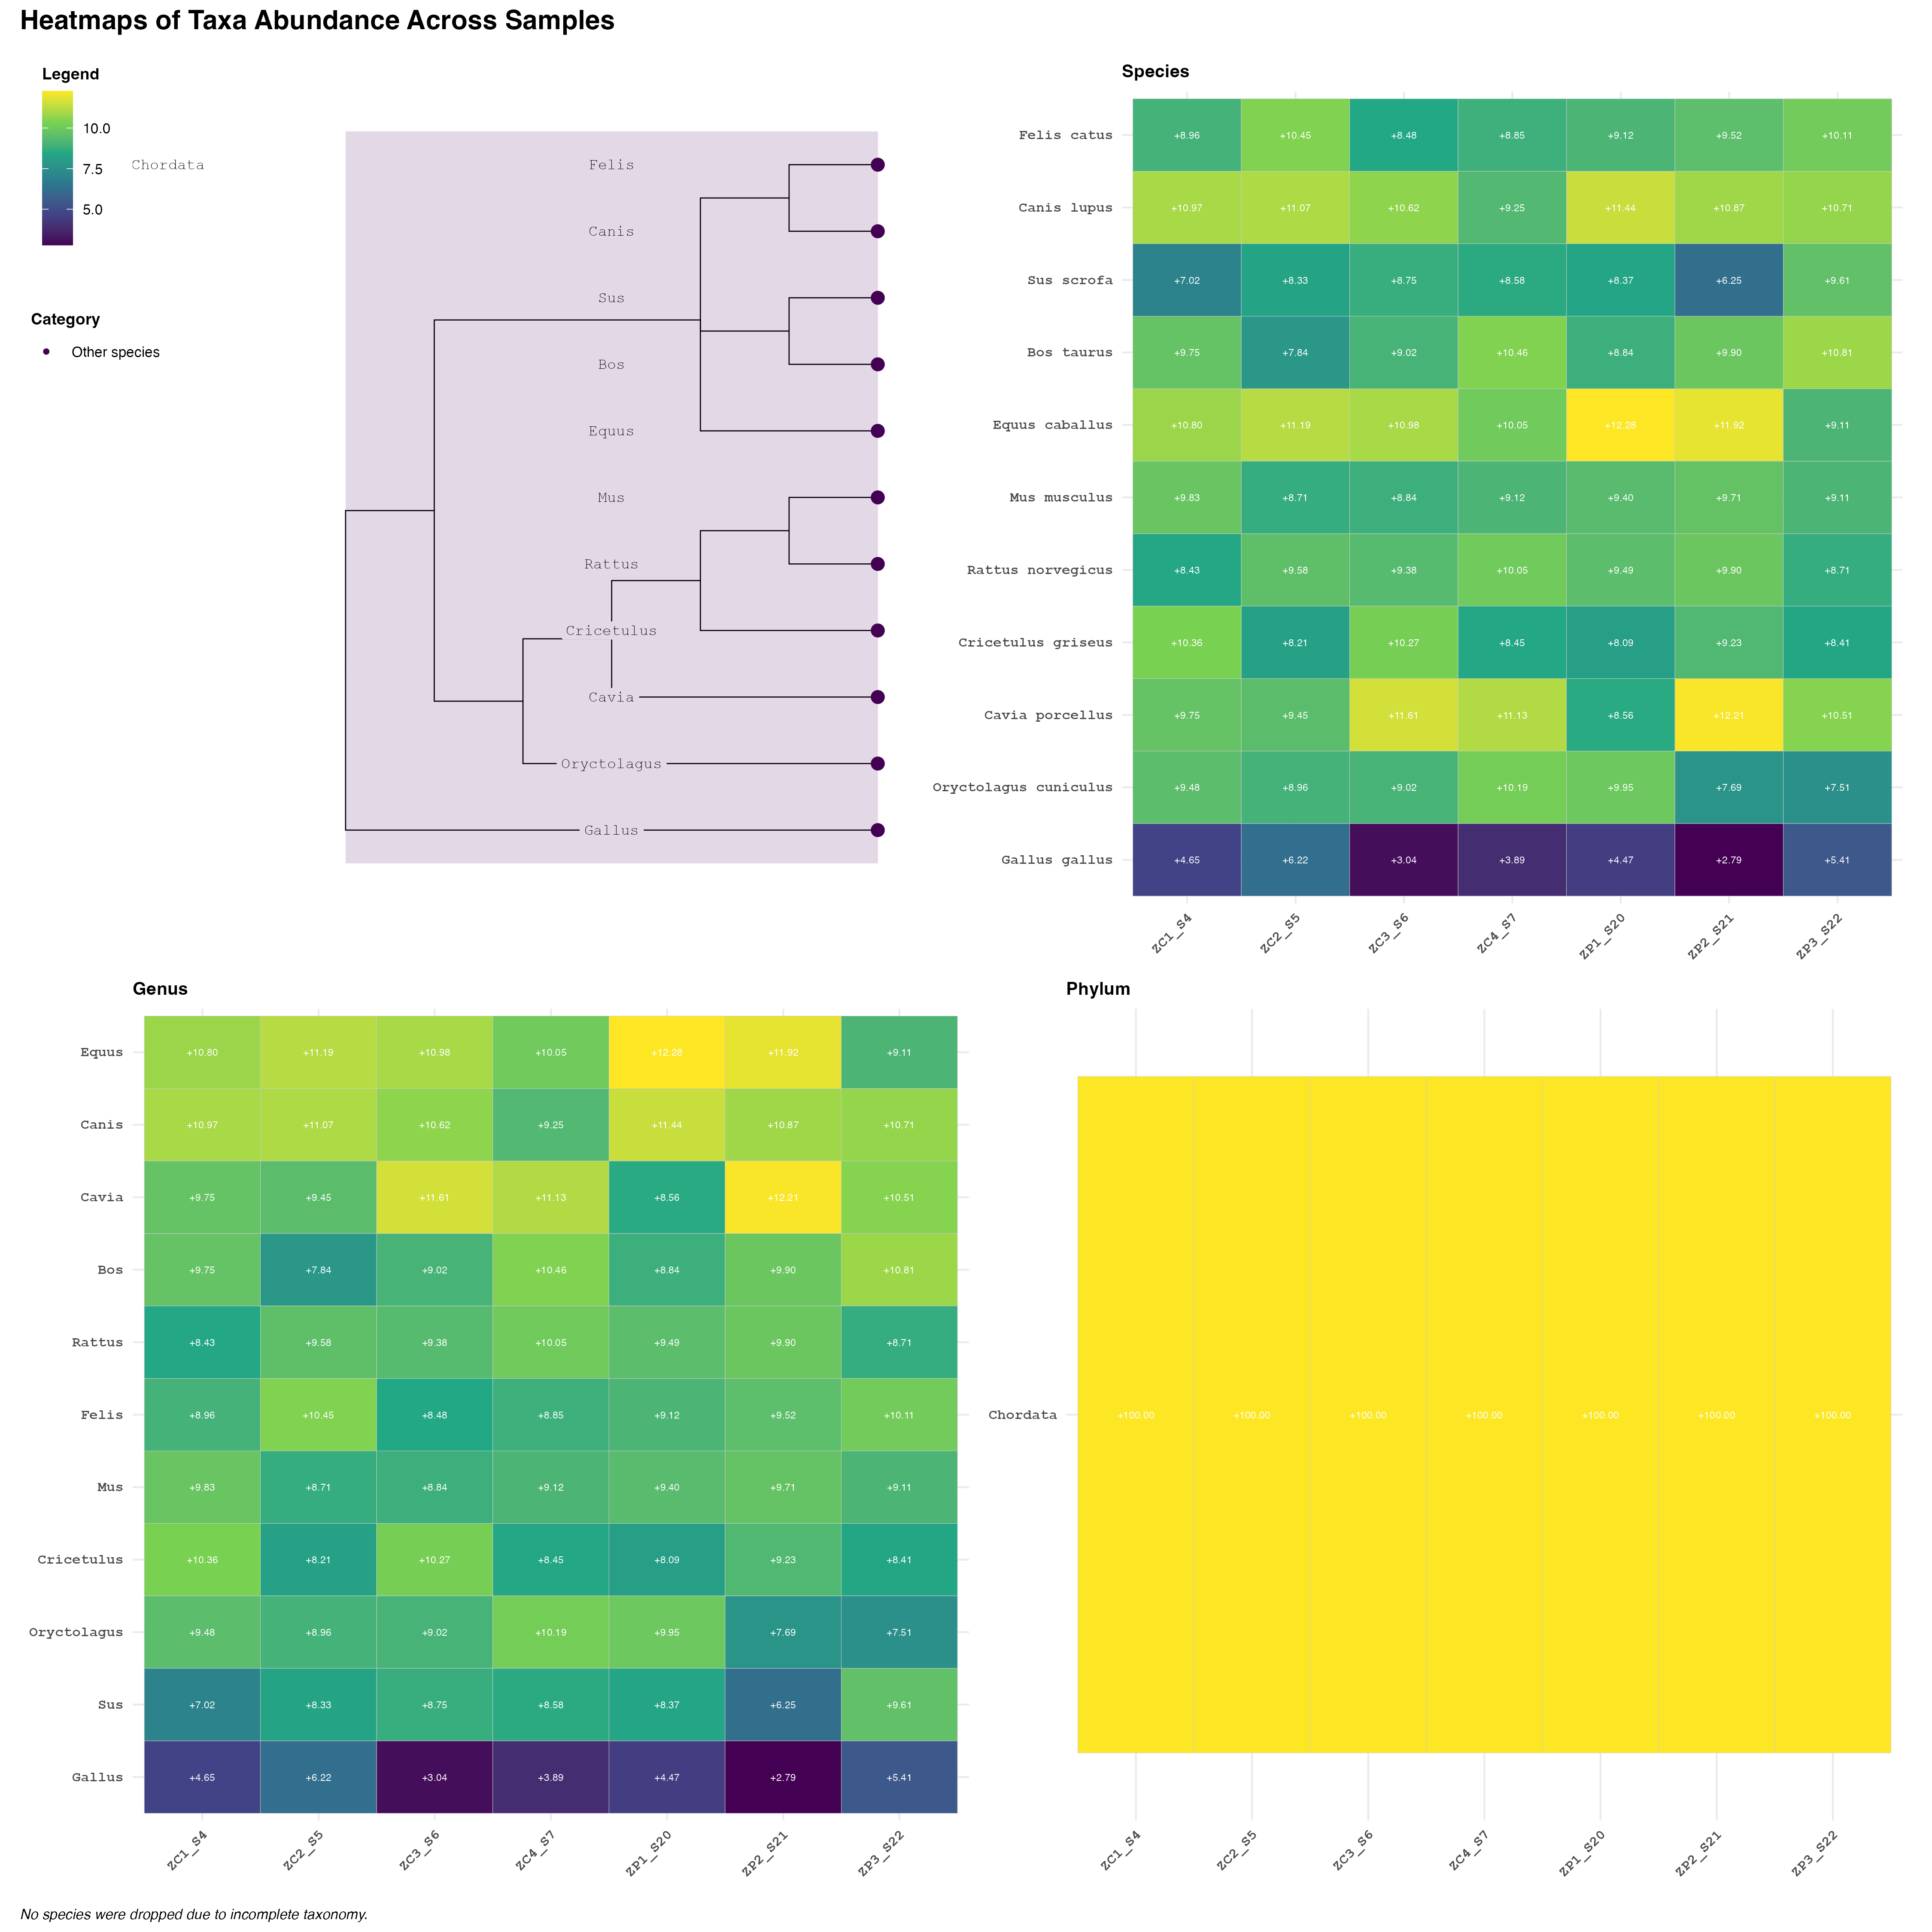 Heatmaps of Taxa Abundance Across Samples
Legend
10.0
7.5
5.0
Category
Other species
Chordata
Felis
Canis
Sus
Bos
Equus
Mus
Rattus
Cricetulus
Cavia
Oryctolagus
Gallus
Species
Felis catus +8.96 +10.45 +8.48 +8.85 +9.12 +9.52 +10.11
Canis lupus +10.97 +11.07 +10.62 +9.25 +11.44 +10.87 +10.71
Sus scrofa +7.02 +8.33 +8.75 +8.58 +8.37 +6.25 +9.61
Bos taurus +9.75 +7.84 +9.02 +10.46 +8.84 +9.90 +10.81
Equus caballus +10.80 +11.19 +10.98 +10.05 +12.28 +11.92 +9.11
Mus musculus +9.83 +8.71 +8.84 +9.12 +9.40 +9.71 +9.11
Rattus norvegicus +8.43 +9.58 +9.38 +10.05 +9.49 +9.90 +8.71
Cricetulus griseus +10.36 +8.21 +10.27 +8.45 +8.09 +9.23 +8.41
Cavia porcellus +9.75 +9.45 +11.61 +11.13 +8.56 +12.21 +10.51
Oryctolagus cuniculus +9.48 +8.96 +9.02 +10.19 +9.95 +7.69 +7.51
Gallus gallus +4.65 +6.22 +3.04 +3.89 +4.47 +2.79 +5.41
ZC1_S4 ZC2_S5 ZC3_S6 ZC4_S7 ZP1_S20 ZP2_S21 ZP3_S22
Genus
Equus +10.80 +11.19 +10.98 +10.05 +12.28 +11.92 +9.11
Canis +10.97 +11.07 +10.62 +9.25 +11.44 +10.87 +10.71
Cavia +9.75 +9.45 +11.61 +11.13 +8.56 +12.21 +10.51
Bos +9.75 +7.84 +9.02 +10.46 +8.84 +9.90 +10.81
Rattus +8.43 +9.58 +9.38 +10.05 +9.49 +9.90 +8.71
Felis +8.96 +10.45 +8.48 +8.85 +9.12 +9.52 +10.11
Mus +9.83 +8.71 +8.84 +9.12 +9.40 +9.71 +9.11
Cricetulus +10.36 +8.21 +10.27 +8.45 +8.09 +9.23 +8.41
Oryctolagus +9.48 +8.96 +9.02 +10.19 +9.95 +7.69 +7.51
Sus +7.02 +8.33 +8.75 +8.58 +8.37 +6.25 +9.61
Gallus +4.65 +6.22 +3.04 +3.89 +4.47 +2.79 +5.41
ZC1_S4 ZC2_S5 ZC3_S6 ZC4_S7 ZP1_S20 ZP2_S21 ZP3_S22
Phylum
Chordata +100.00 +100.00 +100.00 +100.00 +100.00 +100.00 +100.00
ZC1_S4 ZC2_S5 ZC3_S6 ZC4_S7 ZP1_S20 ZP2_S21 ZP3_S22
No species were dropped due to incomplete taxonomy.